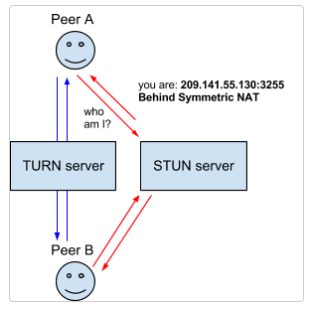 Peer A
you are: 209.141.55.130:3255
Behind Symmetric NAT
who
am I?
TURN server
STUN server
Peer B